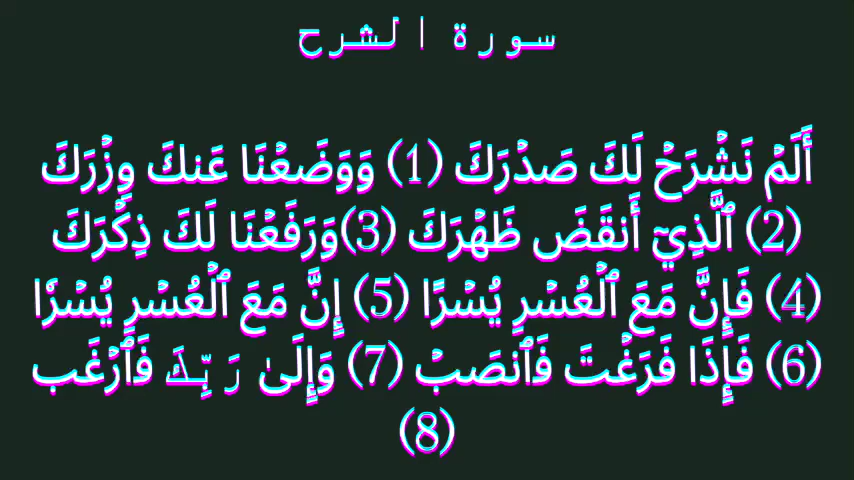 سورة الشرح
أَلَمۡ نَشۡرَحۡ لَكَ صَدۡرَكَ (1) وَوَضَعۡنَا عَنكَ وِزۡرَكَ
(2) ٱلَّذِيٓ أَنقَضَ ظَهۡرَكَ (3)وَرَفَعۡنَا لَكَ ذِكۡرَكَ
(4) فَإِنَّ مَعَ ٱلۡعُسۡرِ يُسۡرًا (5) إِنَّ مَعَ ٱلۡعُسۡرِ يُسۡرٗا
(6) فَإِذَا فَرَغۡتَ فَٱنصَبۡ (7) وَإِلَىٰ رَبِّكَ فَٱرۡغَب
(8)